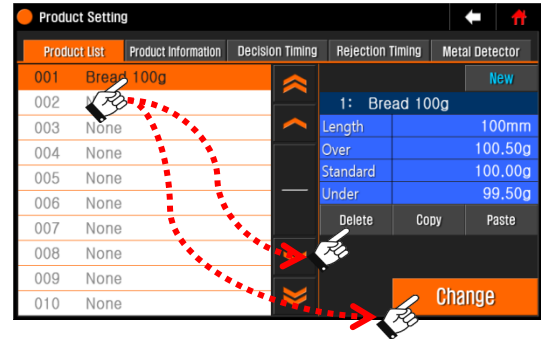 Product Setting
Product List Product Information Decision Timing Rejection Timing Metal Detector
001 Bread 100g
002
003 None
004 None
005 None
006 None
007 None
008 None
009 None
010 None
New
1: Bread 100g
Length 100mm
Over 100.50g
Standard 100.00g
Under 99.50g
Delete Copy Paste
Change